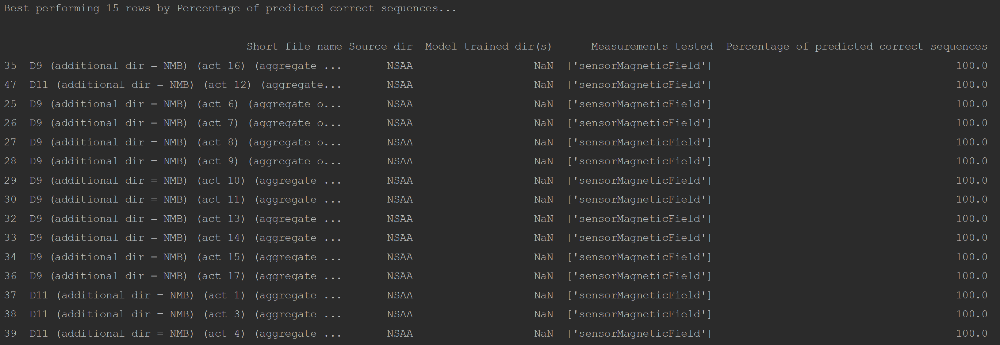 Best performing 15 rows by Percentage of predicted correct sequences...
Short file name Source dir  Model trained dir(s)      Measurements tested  Percentage of predicted correct sequences
35  D9 (additional dir = NMB) (act 16) (aggregate ...       NSAA                   NaN  ['sensorMagneticField']                                      100.0
47  D11 (additional dir = NMB) (act 12) (aggregate...       NSAA                   NaN  ['sensorMagneticField']                                      100.0
25  D9 (additional dir = NMB) (act 6) (aggregate o...       NSAA                   NaN  ['sensorMagneticField']                                      100.0
26  D9 (additional dir = NMB) (act 7) (aggregate o...       NSAA                   NaN  ['sensorMagneticField']                                      100.0
27  D9 (additional dir = NMB) (act 8) (aggregate o...       NSAA                   NaN  ['sensorMagneticField']                                      100.0
28  D9 (additional dir = NMB) (act 9) (aggregate o...       NSAA                   NaN  ['sensorMagneticField']                                      100.0
29  D9 (additional dir = NMB) (act 10) (aggregate ...       NSAA                   NaN  ['sensorMagneticField']                                      100.0
30  D9 (additional dir = NMB) (act 11) (aggregate ...       NSAA                   NaN  ['sensorMagneticField']                                      100.0
32  D9 (additional dir = NMB) (act 13) (aggregate ...       NSAA                   NaN  ['sensorMagneticField']                                      100.0
33  D9 (additional dir = NMB) (act 14) (aggregate ...       NSAA                   NaN  ['sensorMagneticField']                                      100.0
34  D9 (additional dir = NMB) (act 15) (aggregate ...       NSAA                   NaN  ['sensorMagneticField']                                      100.0
36  D9 (additional dir = NMB) (act 17) (aggregate ...       NSAA                   NaN  ['sensorMagneticField']                                      100.0
37  D11 (additional dir = NMB) (act 1) (aggregate ...       NSAA                   NaN  ['sensorMagneticField']                                      100.0
38  D11 (additional dir = NMB) (act 3) (aggregate ...       NSAA                   NaN  ['sensorMagneticField']                                      100.0
39  D11 (additional dir = NMB) (act 4) (aggregate ...       NSAA                   NaN  ['sensorMagneticField']                                      100.0